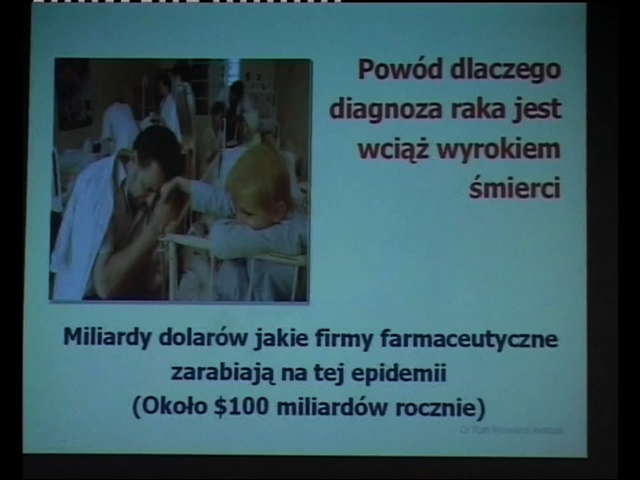 Powód dlaczego
diagnoza raka jest
wciąż wyrokiem
śmierci
Miliardy dolarów jakie firmy farmaceutyczne
zarabiają na tej epidemii
(Około $100 miliardów rocznie)